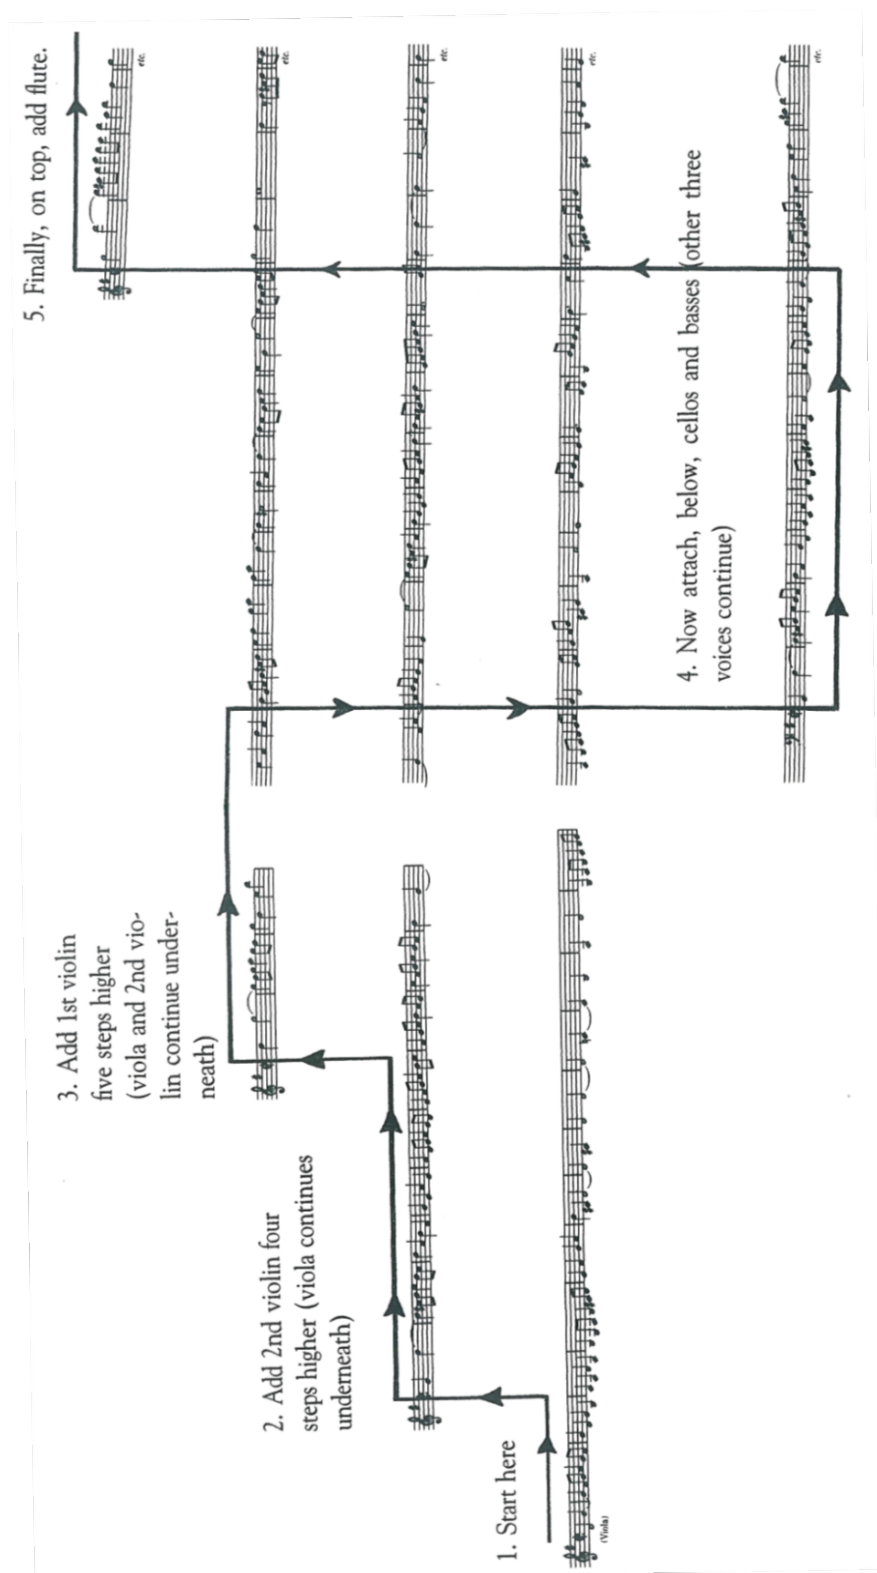 1. Start here
(Viola)
2. Add 2nd violin four
steps higher (viola continues
underneath)
3. Add 1st violin
five steps higher
(viola and 2nd vio-
lin continue under-
neath)
4. Now attach, below, cellos and basses (other three
voices continue)
5. Finally, on top, add flute.
etc.
etc.
etc.
etc.
etc.